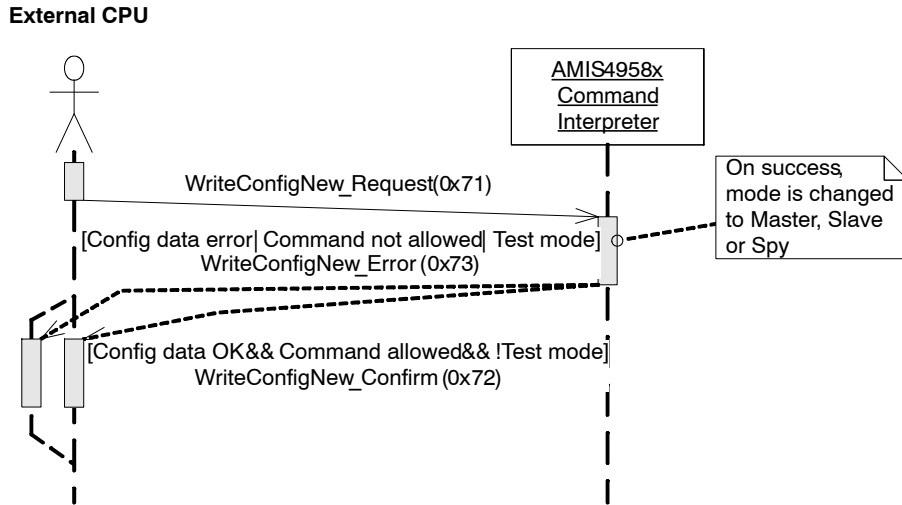 External CPU
AMIS4958x
Command
Interpreter
On success,
mode is changed
to Master, Slave
or Spy
WriteConfigNew_Request(0x71)
[Config data error| Command not allowed| Test mode]
WriteConfigNew_Error (0x73)
[Config data OK&& Command allowed&& !Test mode]
WriteConfigNew_Confirm (0x72)